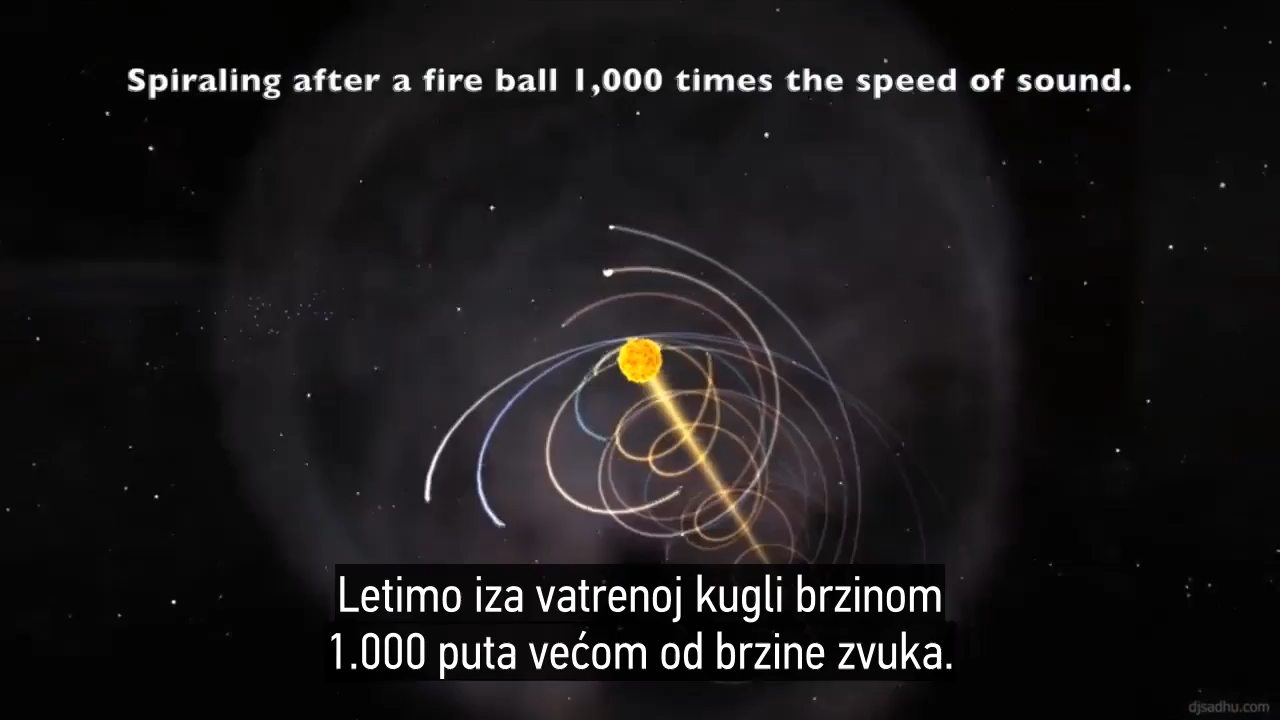 Spiraling after a fire ball 1,000 times the speed of sound.
Letimo iza vatrenoj kugli brzinom
1.000 puta većom od brzine zvuka.
djsadhu.com